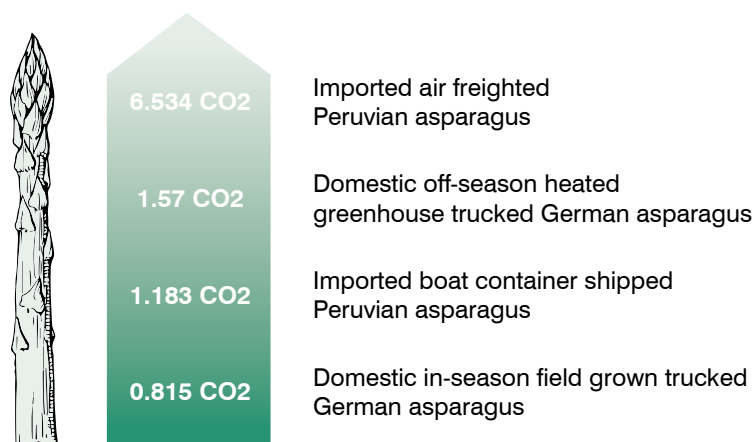 6.534 CO2
Imported air freighted
Peruvian asparagus
1.57 CO2
Domestic off-season heated
greenhouse trucked German asparagus
1.183 CO2
Imported boat container shipped
Peruvian asparagus
0.815 CO2
Domestic in-season field grown trucked
German asparagus